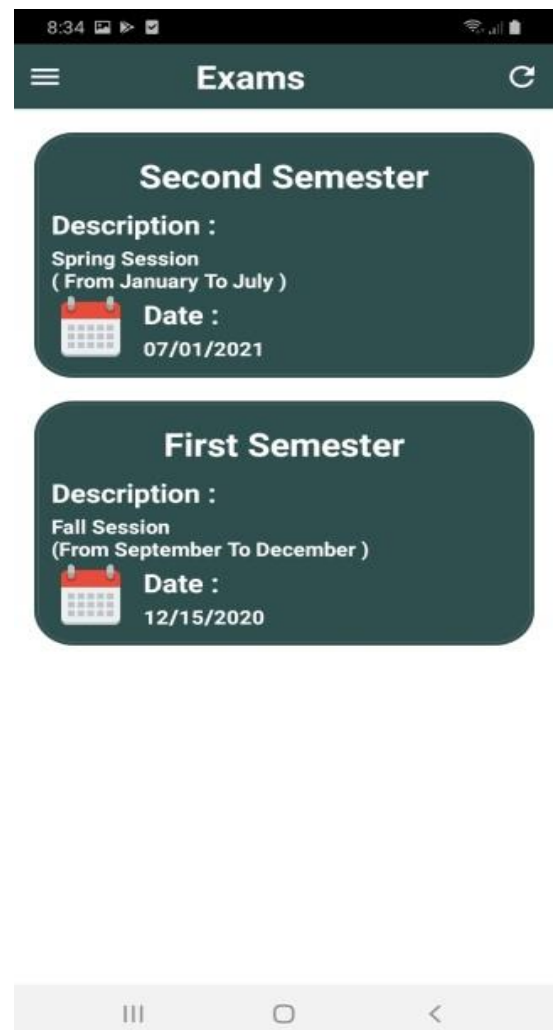 8:34
Exams
Second Semester
Description :
Spring Session
( From January To July )
Date :
07/01/2021
First Semester
Description :
Fall Session
(From September To December )
Date :
12/15/2020